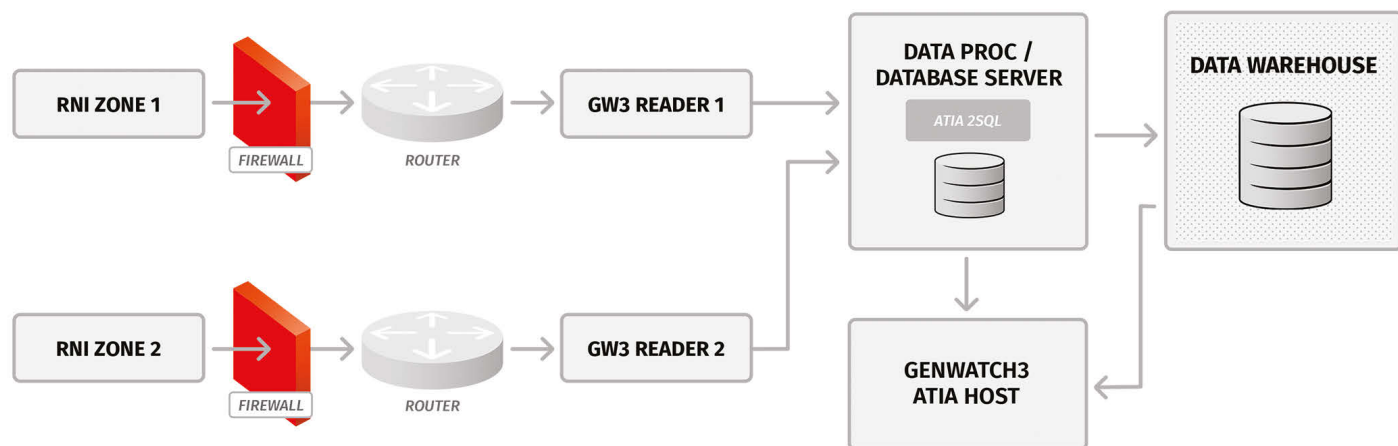 RNI ZONE 1
FIREWALL
ROUTER
GW3 READER 1
DATA PROC /
DATABASE SERVER
ATIA 2SQL
DATA WAREHOUSE
RNI ZONE 2
FIREWALL
ROUTER
GW3 READER 2
GENWATCH3
ATIA HOST